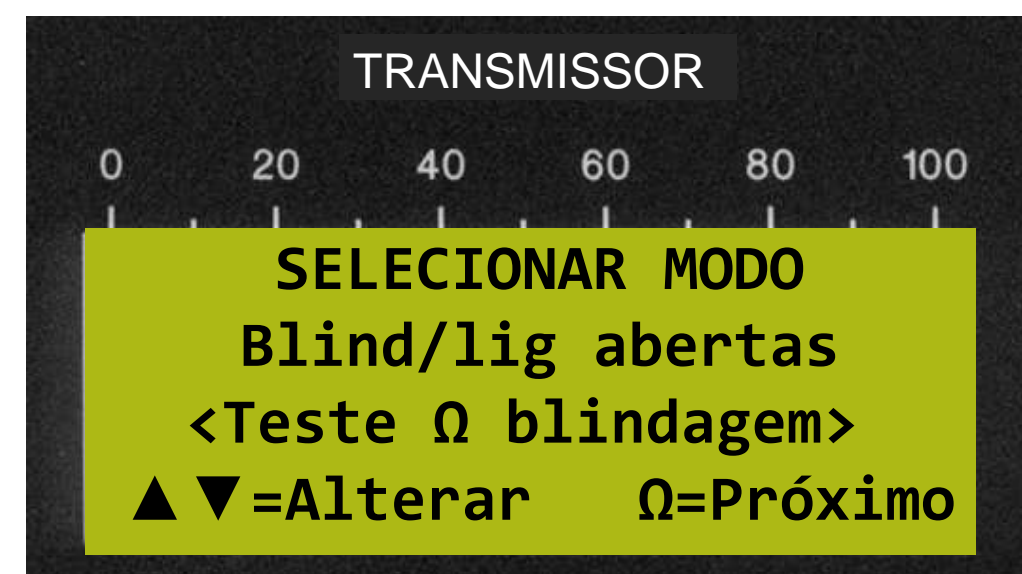 TRANSMISSOR
0 20 40 60 80 100
SELECIONAR MODO
Blind/lig abertas
<Teste Ω blindagem>
▲▼=Alterar Ω=Próximo